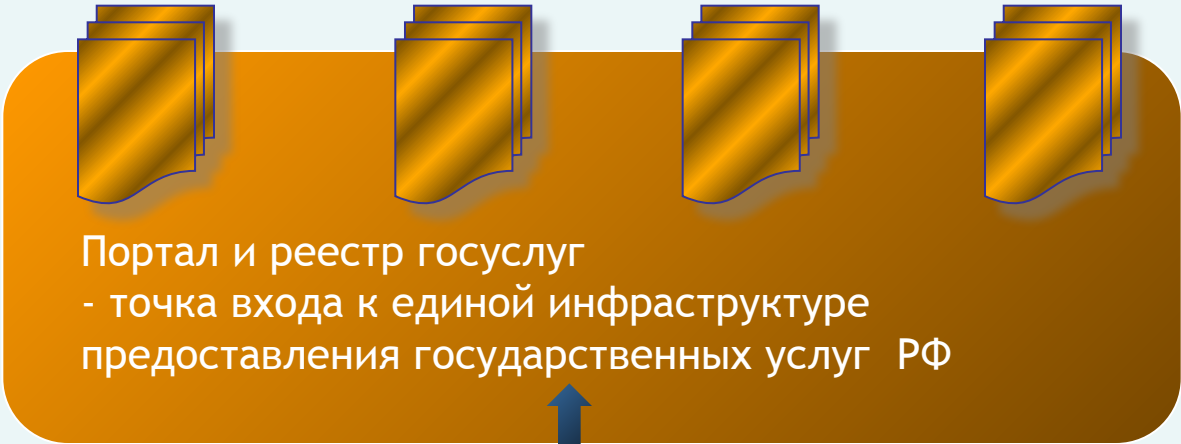 Портал и реестр госуслуг
- точка входа к единой инфраструктуре
предоставления государственных услуг РФ